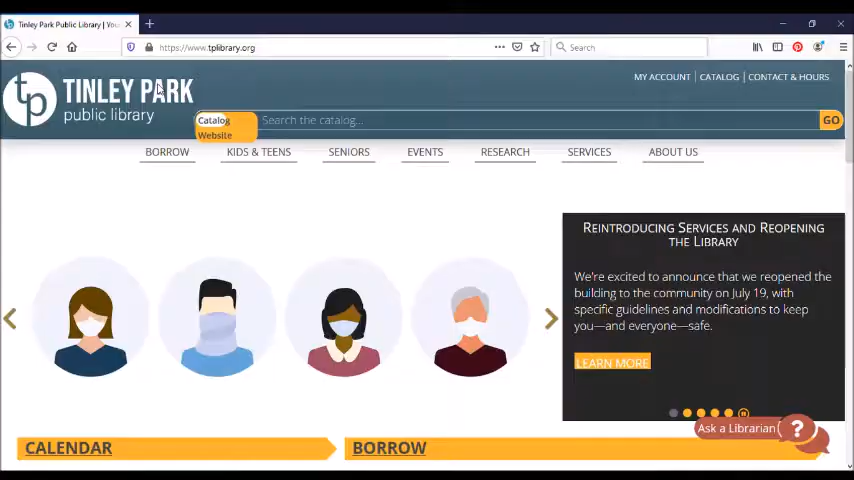 Tinley Park Public Library | You
https://www.tplibrary.org
Search
tp
TINLEY PARK
public library
MY ACCOUNT | CATALOG | CONTACT & HOURS
Catalog
Website
Search the catalog...
GO
BORROW
KIDS & TEENS
SENIORS
EVENTS
RESEARCH
SERVICES
ABOUT US
REINTRODUCING SERVICES AND REOPENING
THE LIBRARY
We're excited to announce that we reopened the
building to the community on July 19, with
specific guidelines and modifications to keep
you—and everyone—safe.
LEARN MORE
Ask a Librarian
?
CALENDAR
BORROW